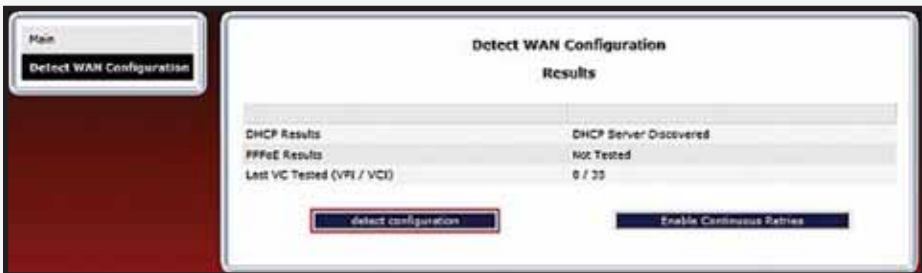 Main
Detect WAN Configuration
Detect WAN Configuration
Results
DHCP Results DHCP Server Discovered
PPPoE Results Not Tested
Last VC Tested (VPI / VCI) 0 / 35
detect configuration Enable Continuous Retries